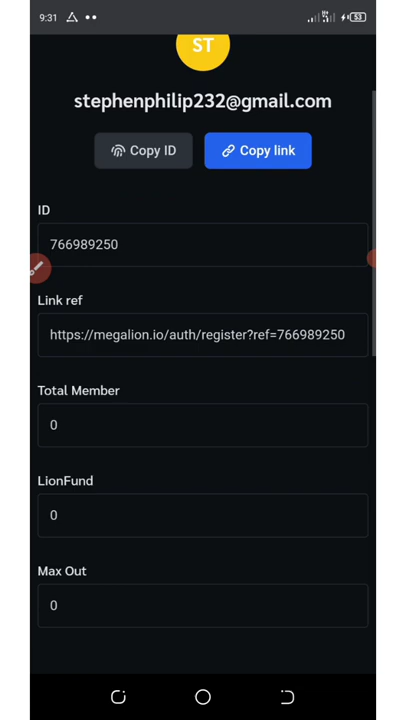 9:31
53
ST
stephenphilip232@gmail.com
Copy ID
Copy link
ID
766989250
Link ref
https://megalion.io/auth/register?ref=766989250
Total Member
0
LionFund
0
Max Out
0